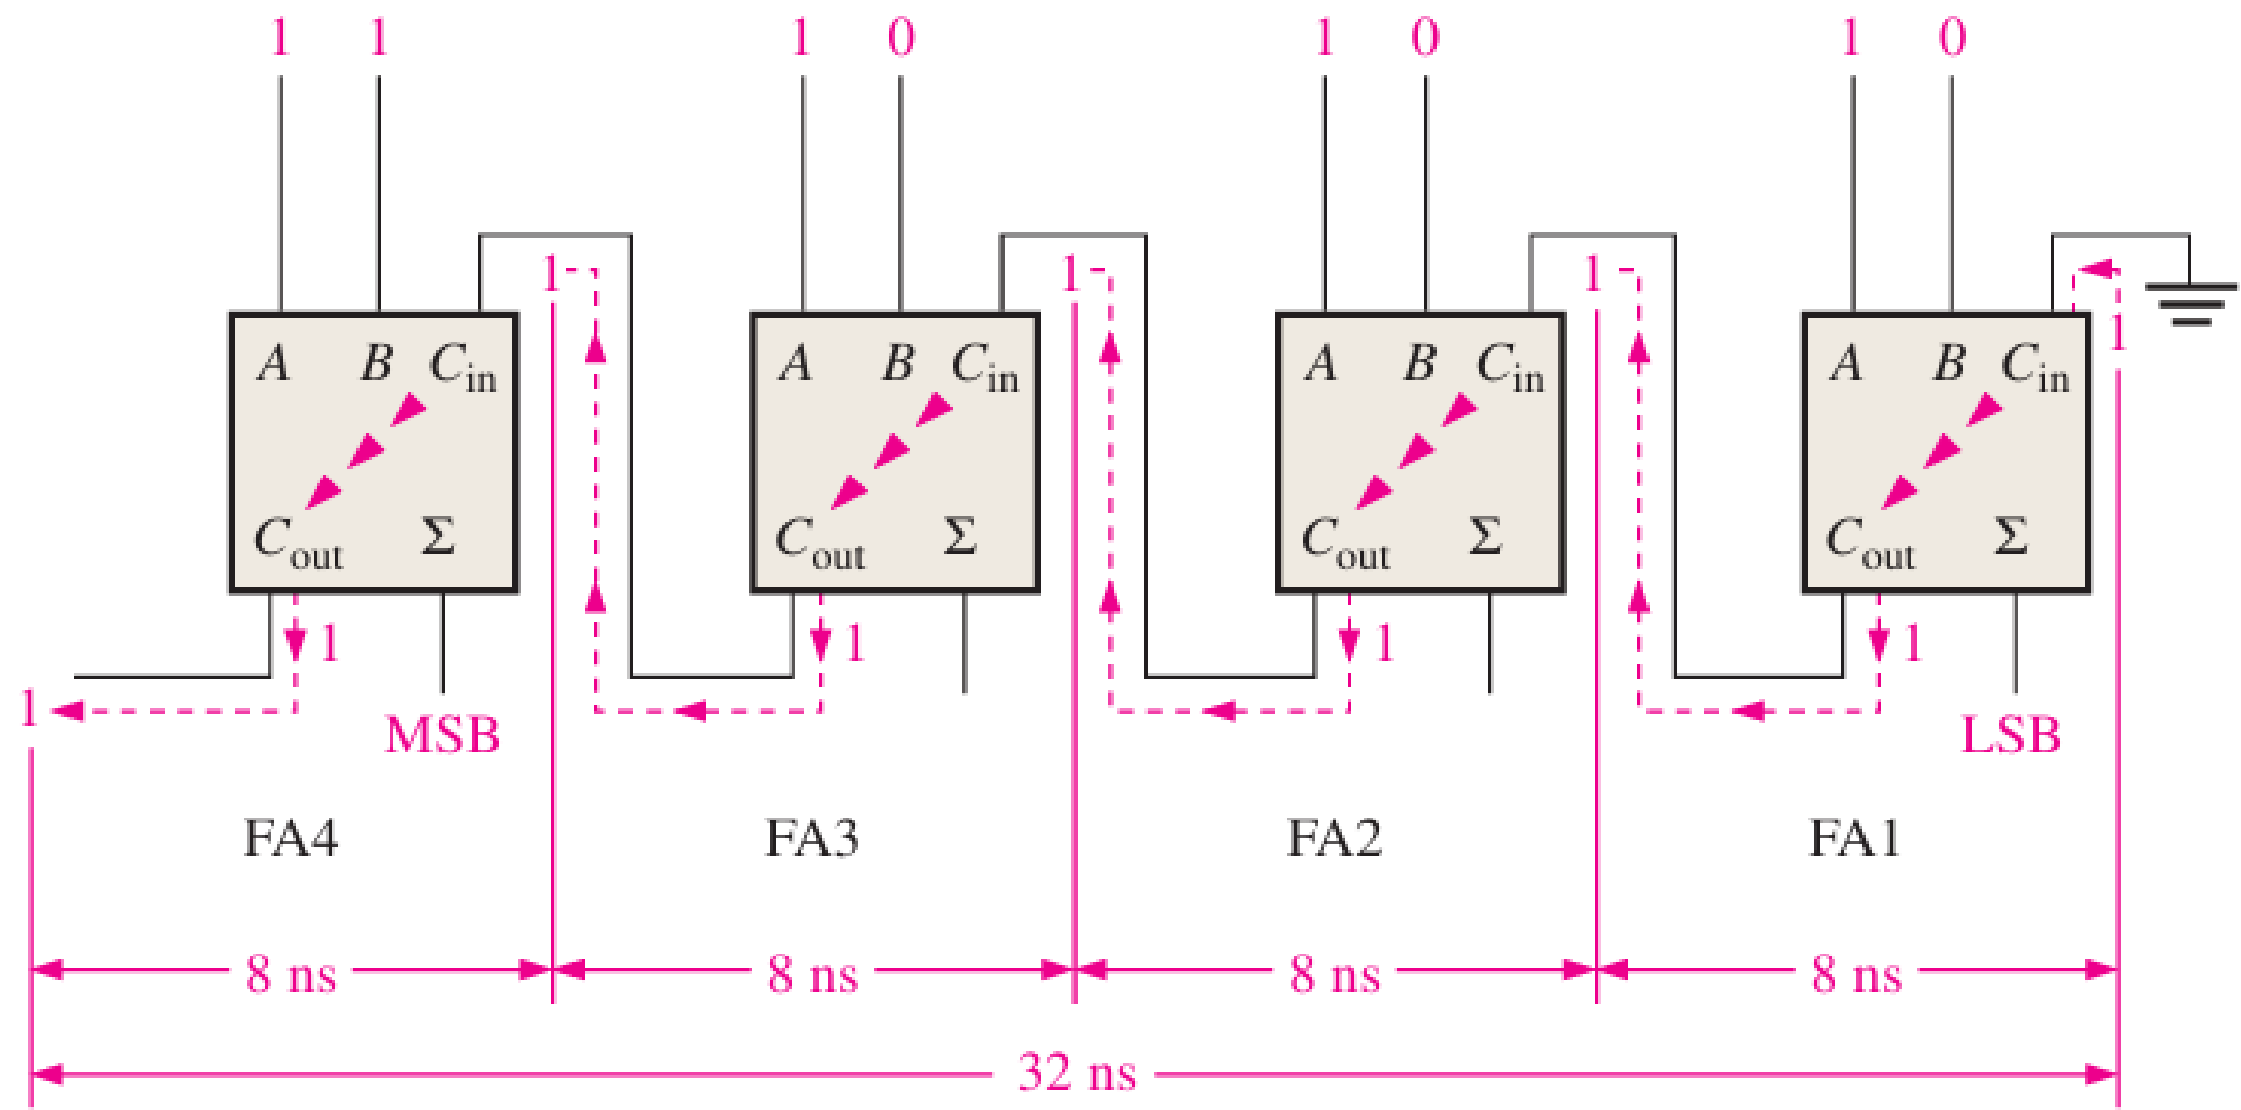 1 1 1 0 1 0 1 0
1 1 1 1
A B Cin A B Cin A B Cin A B Cin
Cout Σ Cout Σ Cout Σ Cout Σ
1 1 1 1
1 MSB LSB
FA4 FA3 FA2 FA1
8 ns 8 ns 8 ns 8 ns
32 ns